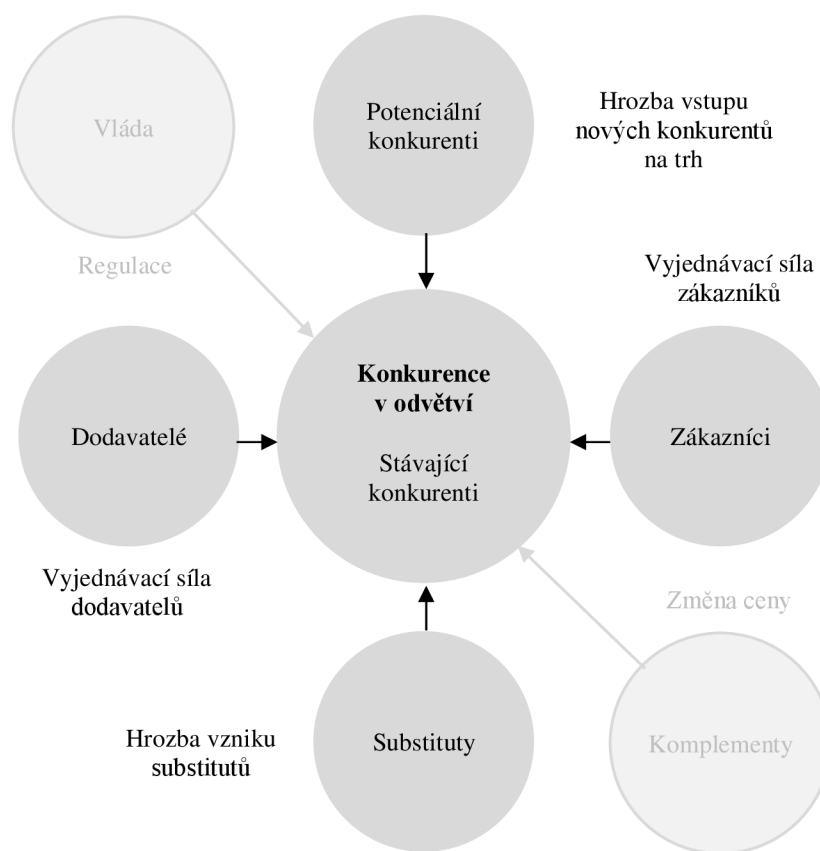 Vláda
Potenciální
konkurenti
Hrozba vstupu
nových konkurentů
na trh
Regulace
Vyjednávací síla
zákazníků
Konkurence
v odvětví
Stávající
konkurenti
Dodavatelé
Zákazníci
Vyjednávací síla
dodavatelů
Změna ceny
Hrozba vzniku
substitutů
Substituty
Komplementy